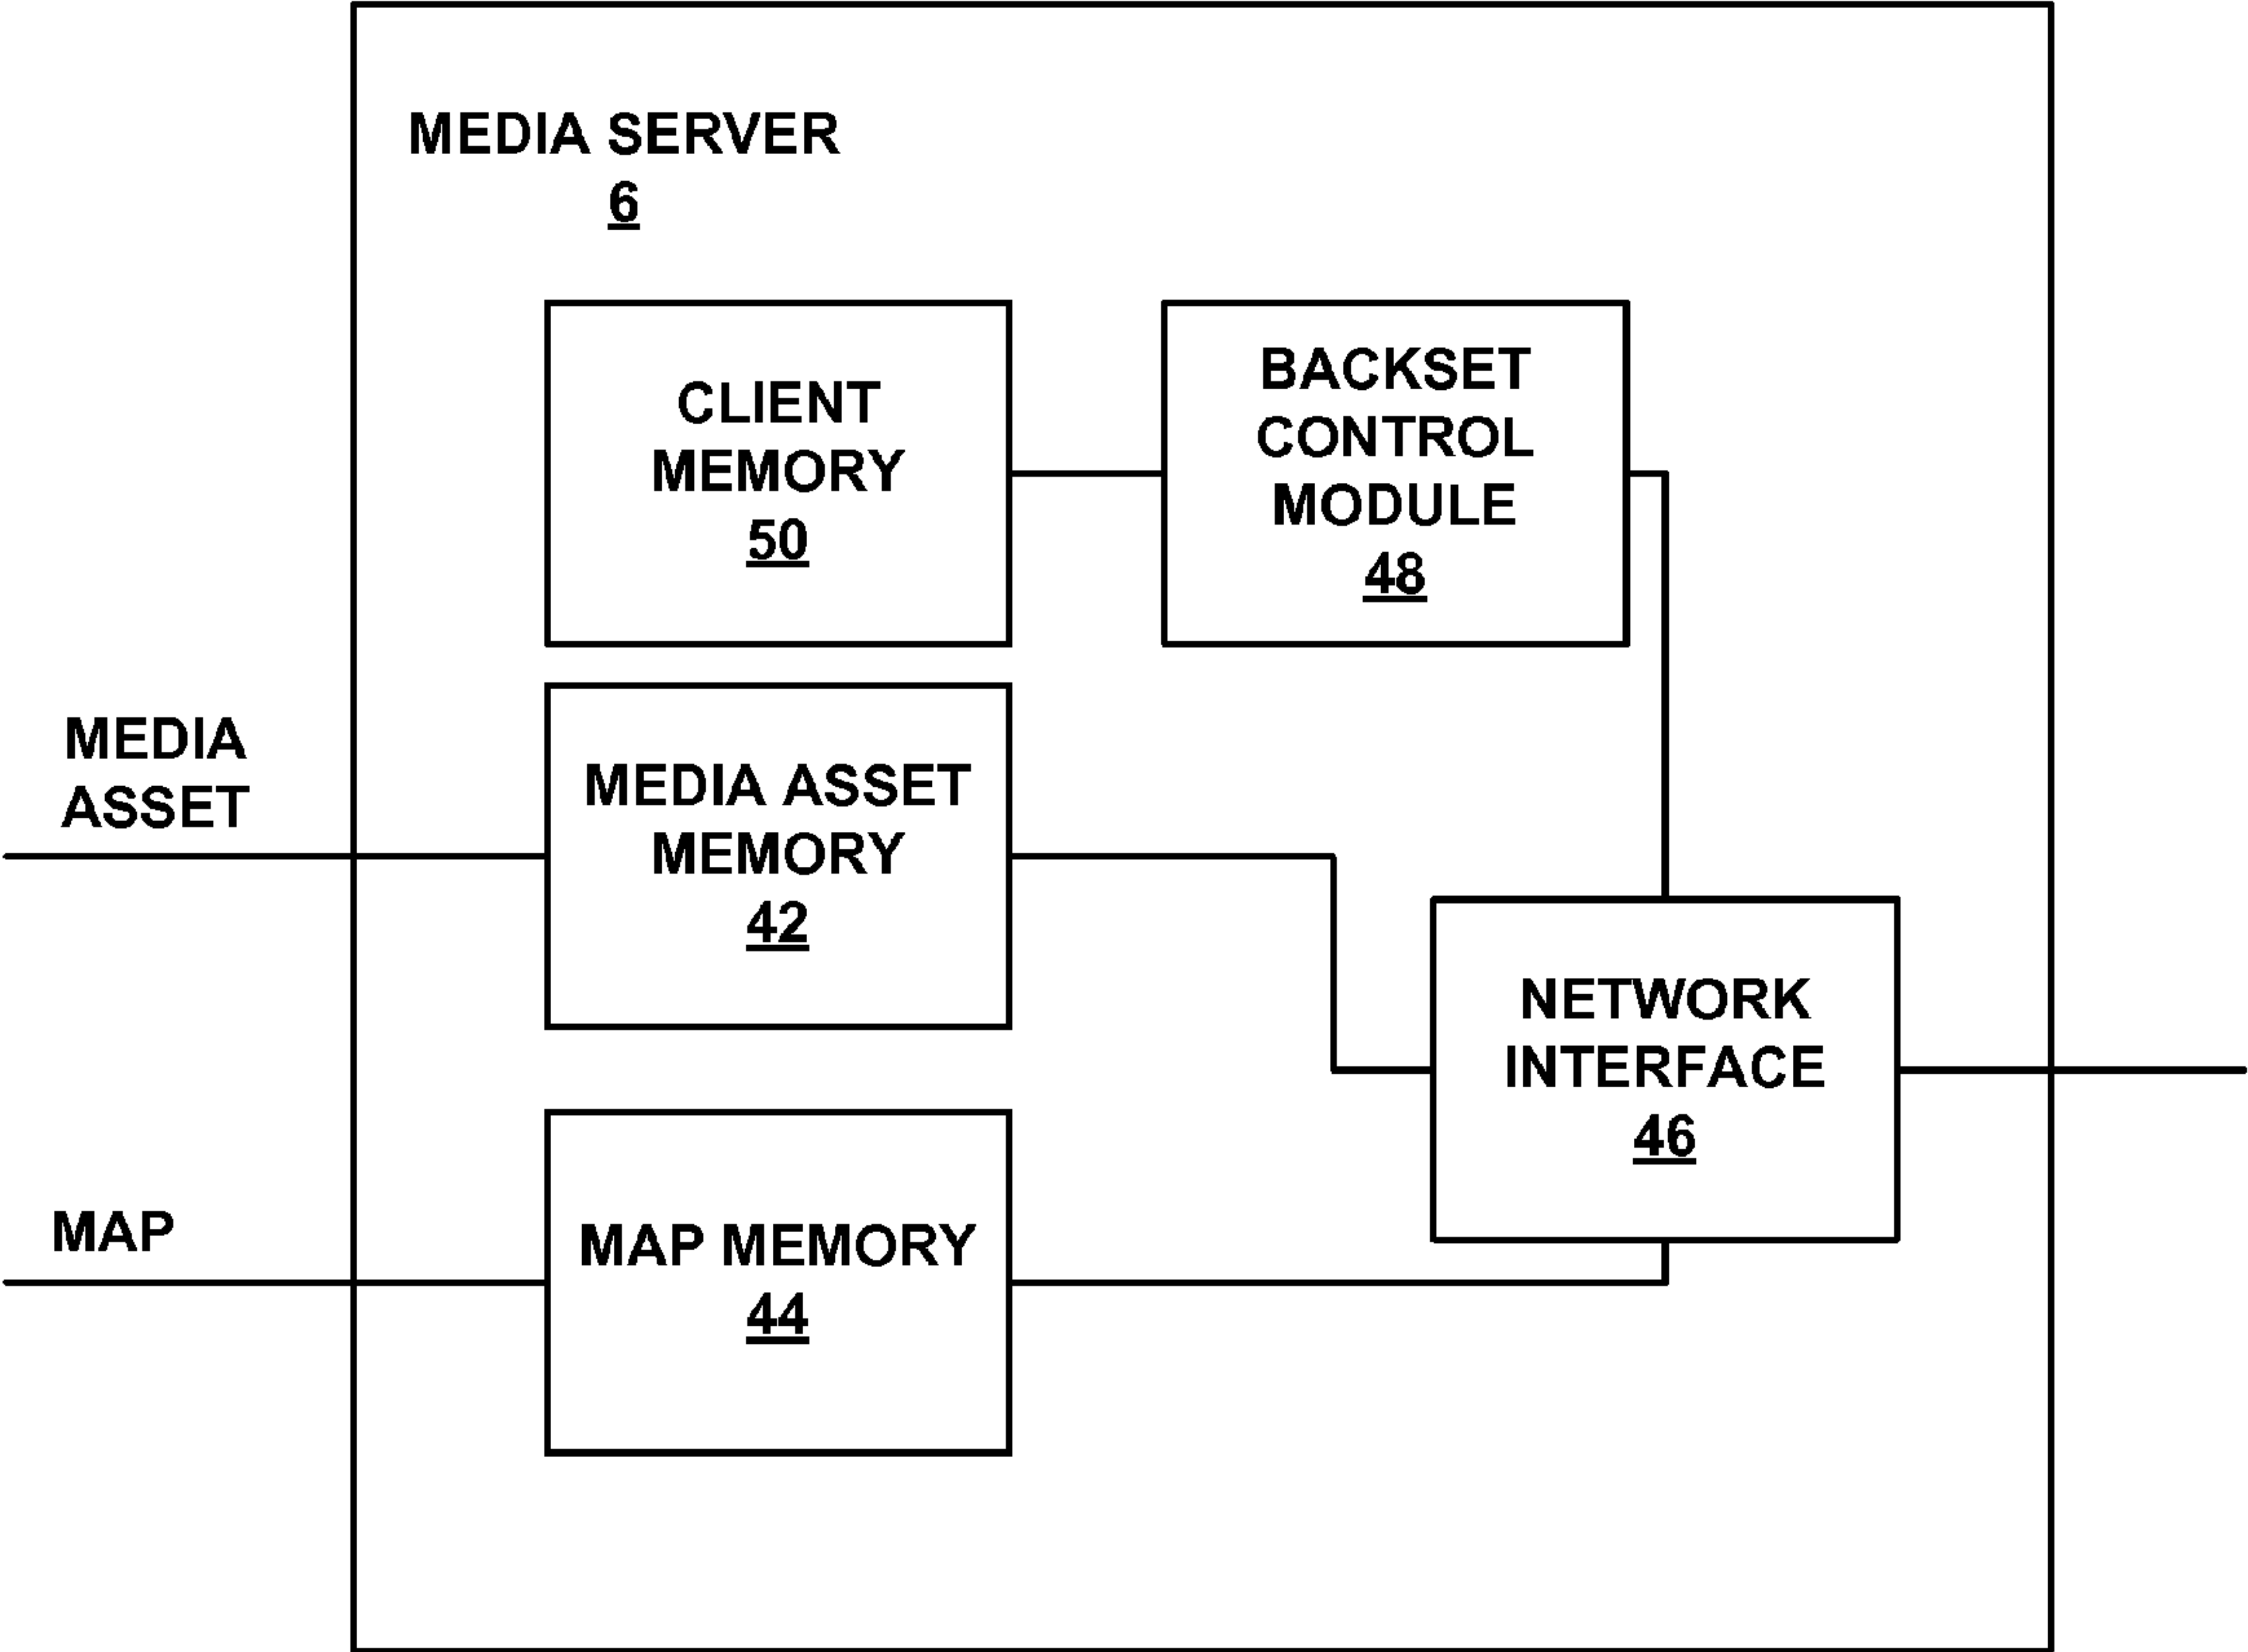 MEDIA SERVER
6
CLIENT
MEMORY
50
BACKSET
CONTROL
MODULE
48
MEDIA
ASSET
MEDIA ASSET
MEMORY
42
NETWORK
INTERFACE
46
MAP
MAP MEMORY
44